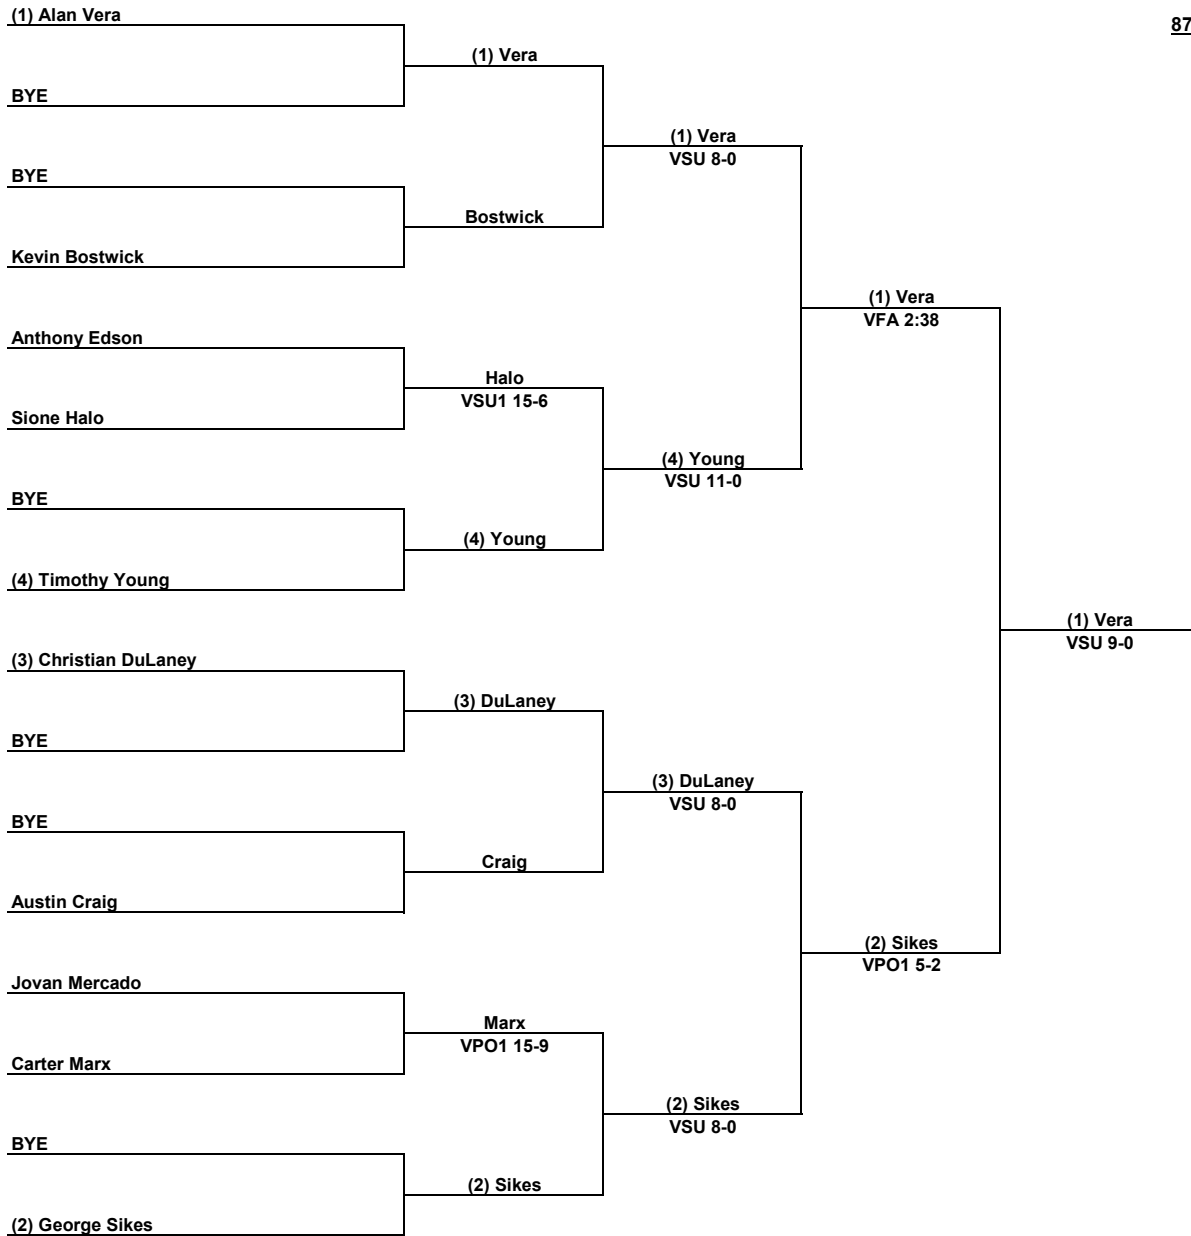 (1) Alan Vera
87
(1) Vera
BYE
(1) Vera
VSU 8-0
BYE
Bostwick
Kevin Bostwick
(1) Vera
VFA 2:38
Anthony Edson
Halo
VSU1 15-6
Sione Halo
(4) Young
VSU 11-0
BYE
(4) Young
(4) Timothy Young
(1) Vera
VSU 9-0
(3) Christian DuLaney
(3) DuLaney
BYE
(3) DuLaney
VSU 8-0
BYE
Craig
Austin Craig
(2) Sikes
VPO1 5-2
Jovan Mercado
Marx
VPO1 15-9
Carter Marx
(2) Sikes
VSU 8-0
BYE
(2) Sikes
(2) George Sikes